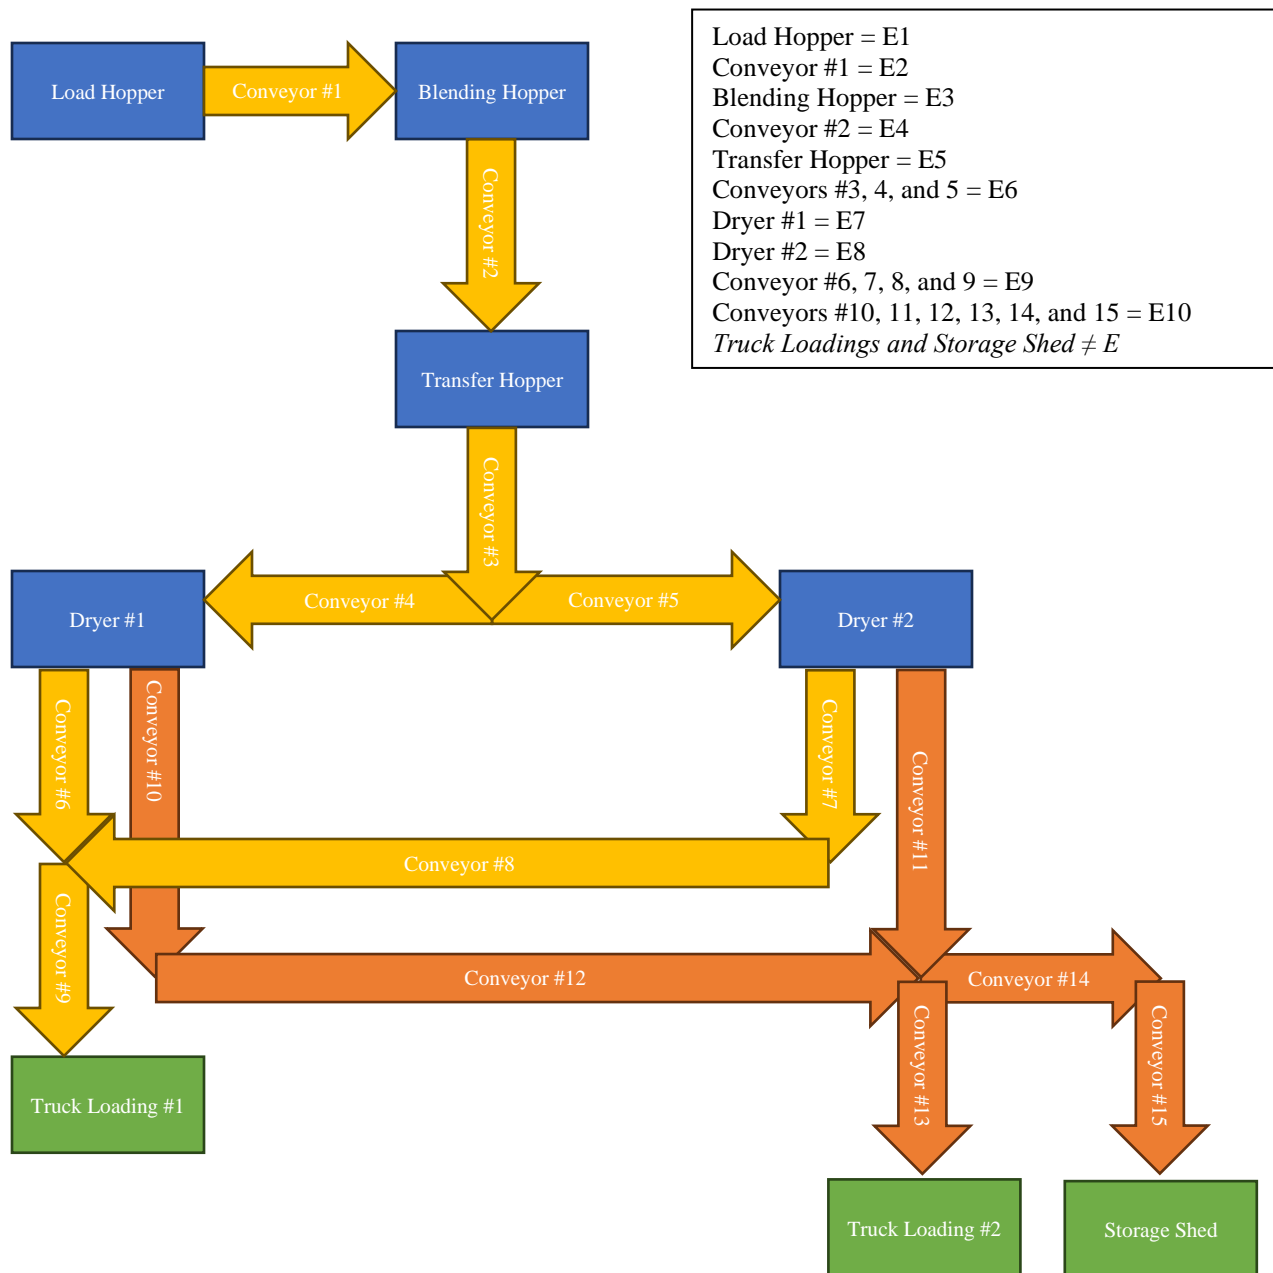 Load Hopper = E1
Conveyor #1 = E2
Blending Hopper = E3
Conveyor #2 = E4
Transfer Hopper = E5
Conveyors #3, 4, and 5 = E6
Dryer #1 = E7
Dryer #2 = E8
Conveyor #6, 7, 8, and 9 = E9
Conveyors #10, 11, 12, 13, 14, and 15 = E10
Truck Loadings and Storage Shed ≠ E
Load Hopper
Conveyor #1
Blending Hopper
Conveyor #2
Transfer Hopper
Conveyor #3
Conveyor #4
Conveyor #5
Dryer #1
Dryer #2
Conveyor #6
Conveyor #10
Conveyor #7
Conveyor #11
Conveyor #8
Conveyor #9
Conveyor #12
Conveyor #14
Conveyor #13
Conveyor #15
Truck Loading #1
Truck Loading #2
Storage Shed